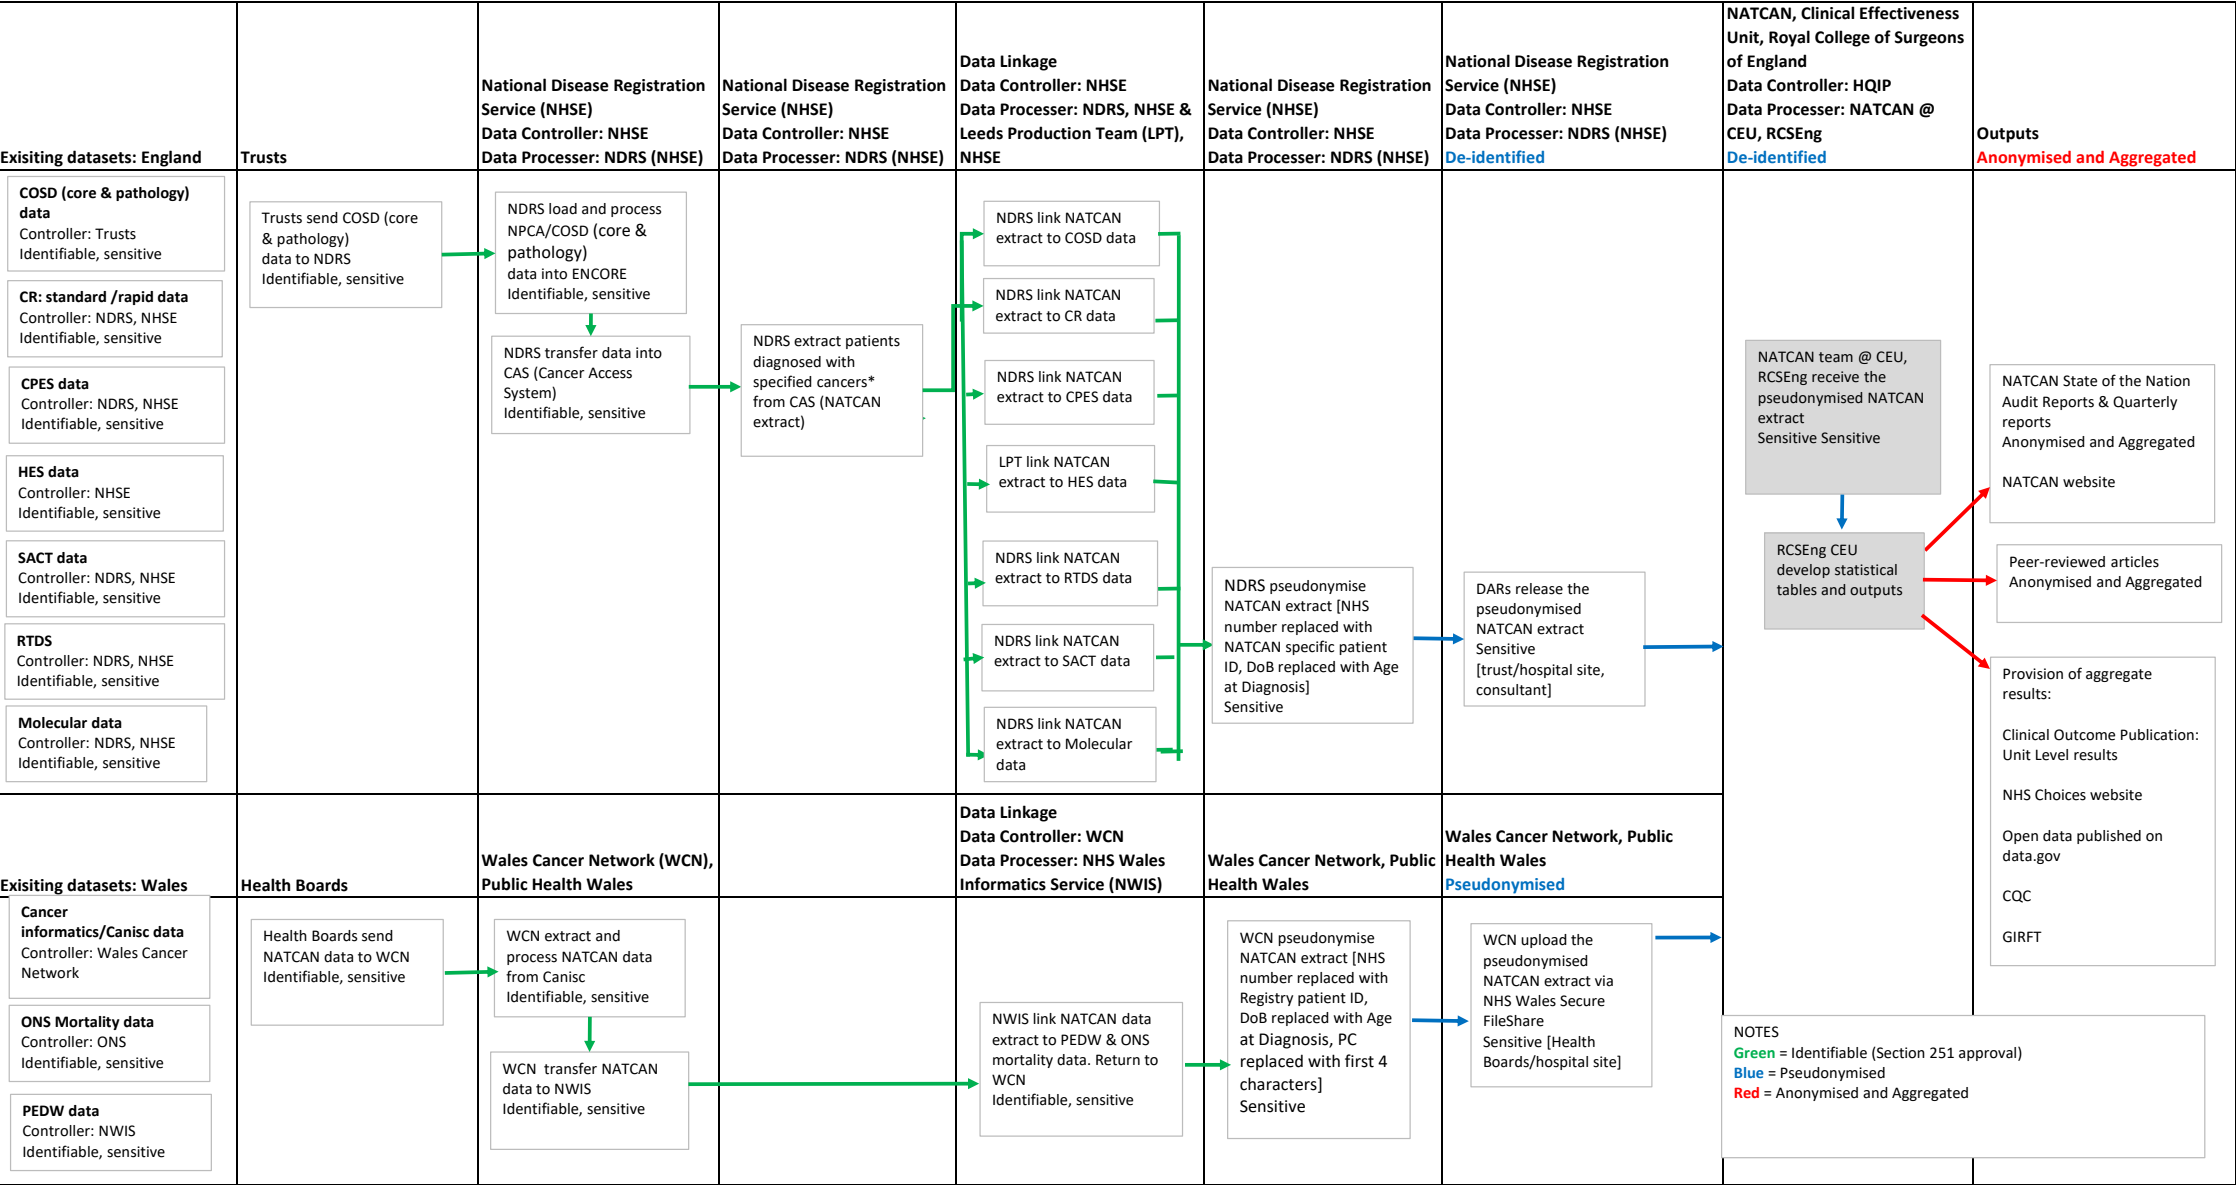 Exisiting datasets: England
Trusts
National Disease Registration
Service (NHSE)
Data Controller: NHSE
Data Processer: NDRS (NHSE)
National Disease Registration
Service (NHSE)
Data Controller: NHSE
Data Processer: NDRS (NHSE)
Data Linkage
Data Controller: NHSE
Data Processer: NDRS, NHSE &
Leeds Production Team (LPT),
NHSE
National Disease Registration
Service (NHSE)
Data Controller: NHSE
Data Processer: NDRS (NHSE)
National Disease Registration
Service (NHSE)
Data Controller: NHSE
Data Processer: NDRS (NHSE)
De-identified
NATCAN, Clinical Effectiveness
Unit, Royal College of Surgeons
of England
Data Controller: HQIP
Data Processer: NATCAN @
CEU, RCSEng
De-identified
Outputs
Anonymised and Aggregated
COSD (core & pathology)
data
Controller: Trusts
Identifiable, sensitive
CR: standard /rapid data
Controller: NDRS, NHSE
Identifiable, sensitive
CPES data
Controller: NDRS, NHSE
Identifiable, sensitive
HES data
Controller: NHSE
Identifiable, sensitive
SACT data
Controller: NDRS, NHSE
Identifiable, sensitive
RTDS
Controller: NDRS, NHSE
Identifiable, sensitive
Molecular data
Controller: NDRS, NHSE
Identifiable, sensitive
Trusts send COSD (core
& pathology)
data to NDRS
Identifiable, sensitive
NDRS load and process
NPCA/COSD (core &
pathology)
data into ENCORE
Identifiable, sensitive
NDRS transfer data into
CAS (Cancer Access
System)
Identifiable, sensitive
NDRS extract patients
diagnosed with
specified cancers*
from CAS (NATCAN
extract)
NDRS link NATCAN
extract to COSD data
NDRS link NATCAN
extract to CR data
NDRS link NATCAN
extract to CPES data
LPT link NATCAN
extract to HES data
NDRS link NATCAN
extract to RTDS data
NDRS link NATCAN
extract to SACT data
NDRS link NATCAN
extract to Molecular
data
NDRS pseudonymise
NATCAN extract [NHS
number replaced with
NATCAN specific patient
ID, DoB replaced with Age
at Diagnosis]
Sensitive
DARs release the
pseudonymised
NATCAN extract
Sensitive
[trust/hospital site,
consultant]
NATCAN team @ CEU,
RCSEng receive the
pseudonymised NATCAN
extract
Sensitive Sensitive
RCSEng CEU
develop statistical
tables and outputs
NATCAN State of the Nation
Audit Reports & Quarterly
reports
Anonymised and Aggregated
NATCAN website
Peer-reviewed articles
Anonymised and Aggregated
Provision of aggregate
results:
Clinical Outcome Publication:
Unit Level results
NHS Choices website
Open data published on
data.gov
CQC
GIRFT
Exisiting datasets: Wales
Health Boards
Wales Cancer Network (WCN),
Public Health Wales
Data Linkage
Data Controller: WCN
Data Processer: NHS Wales
Informatics Service (NWIS)
Wales Cancer Network, Public
Health Wales
Wales Cancer Network, Public
Health Wales
Pseudonymised
Cancer
informatics/Canisc data
Controller: Wales Cancer
Network
ONS Mortality data
Controller: ONS
Identifiable, sensitive
PEDW data
Controller: NWIS
Identifiable, sensitive
Health Boards send
NATCAN data to WCN
Identifiable, sensitive
WCN extract and
process NATCAN data
from Canisc
Identifiable, sensitive
WCN transfer NATCAN
data to NWIS
Identifiable, sensitive
NWIS link NATCAN data
extract to PEDW & ONS
mortality data. Return to
WCN
Identifiable, sensitive
WCN pseudonymise
NATCAN extract [NHS
number replaced with
Registry patient ID,
DoB replaced with Age
at Diagnosis, PC
replaced with first 4
characters]
Sensitive
WCN upload the
pseudonymised
NATCAN extract via
NHS Wales Secure
FileShare
Sensitive [Health
Boards/hospital site]
NOTES
Green = Identifiable (Section 251 approval)
Blue = Pseudonymised
Red = Anonymised and Aggregated